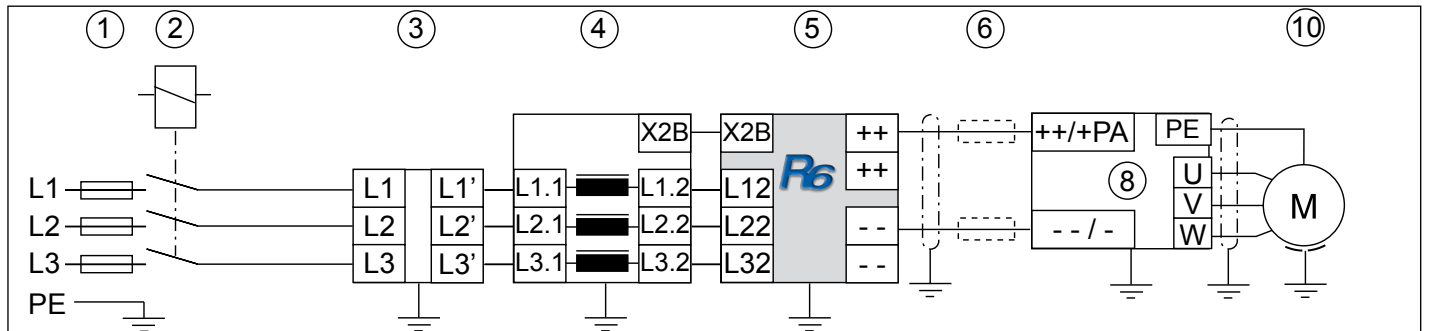 1 2 3 4 5 6 10
X2B X2B ++ ++/+PA PE
R6 ++
L1 L1 L1' L1.1 L1.2 L12 8 U M
L2 L2 L2' L2.1 L2.2 L22 - - - - / - V
W
L3 L3 L3' L3.1 L3.2 L32 - -
PE